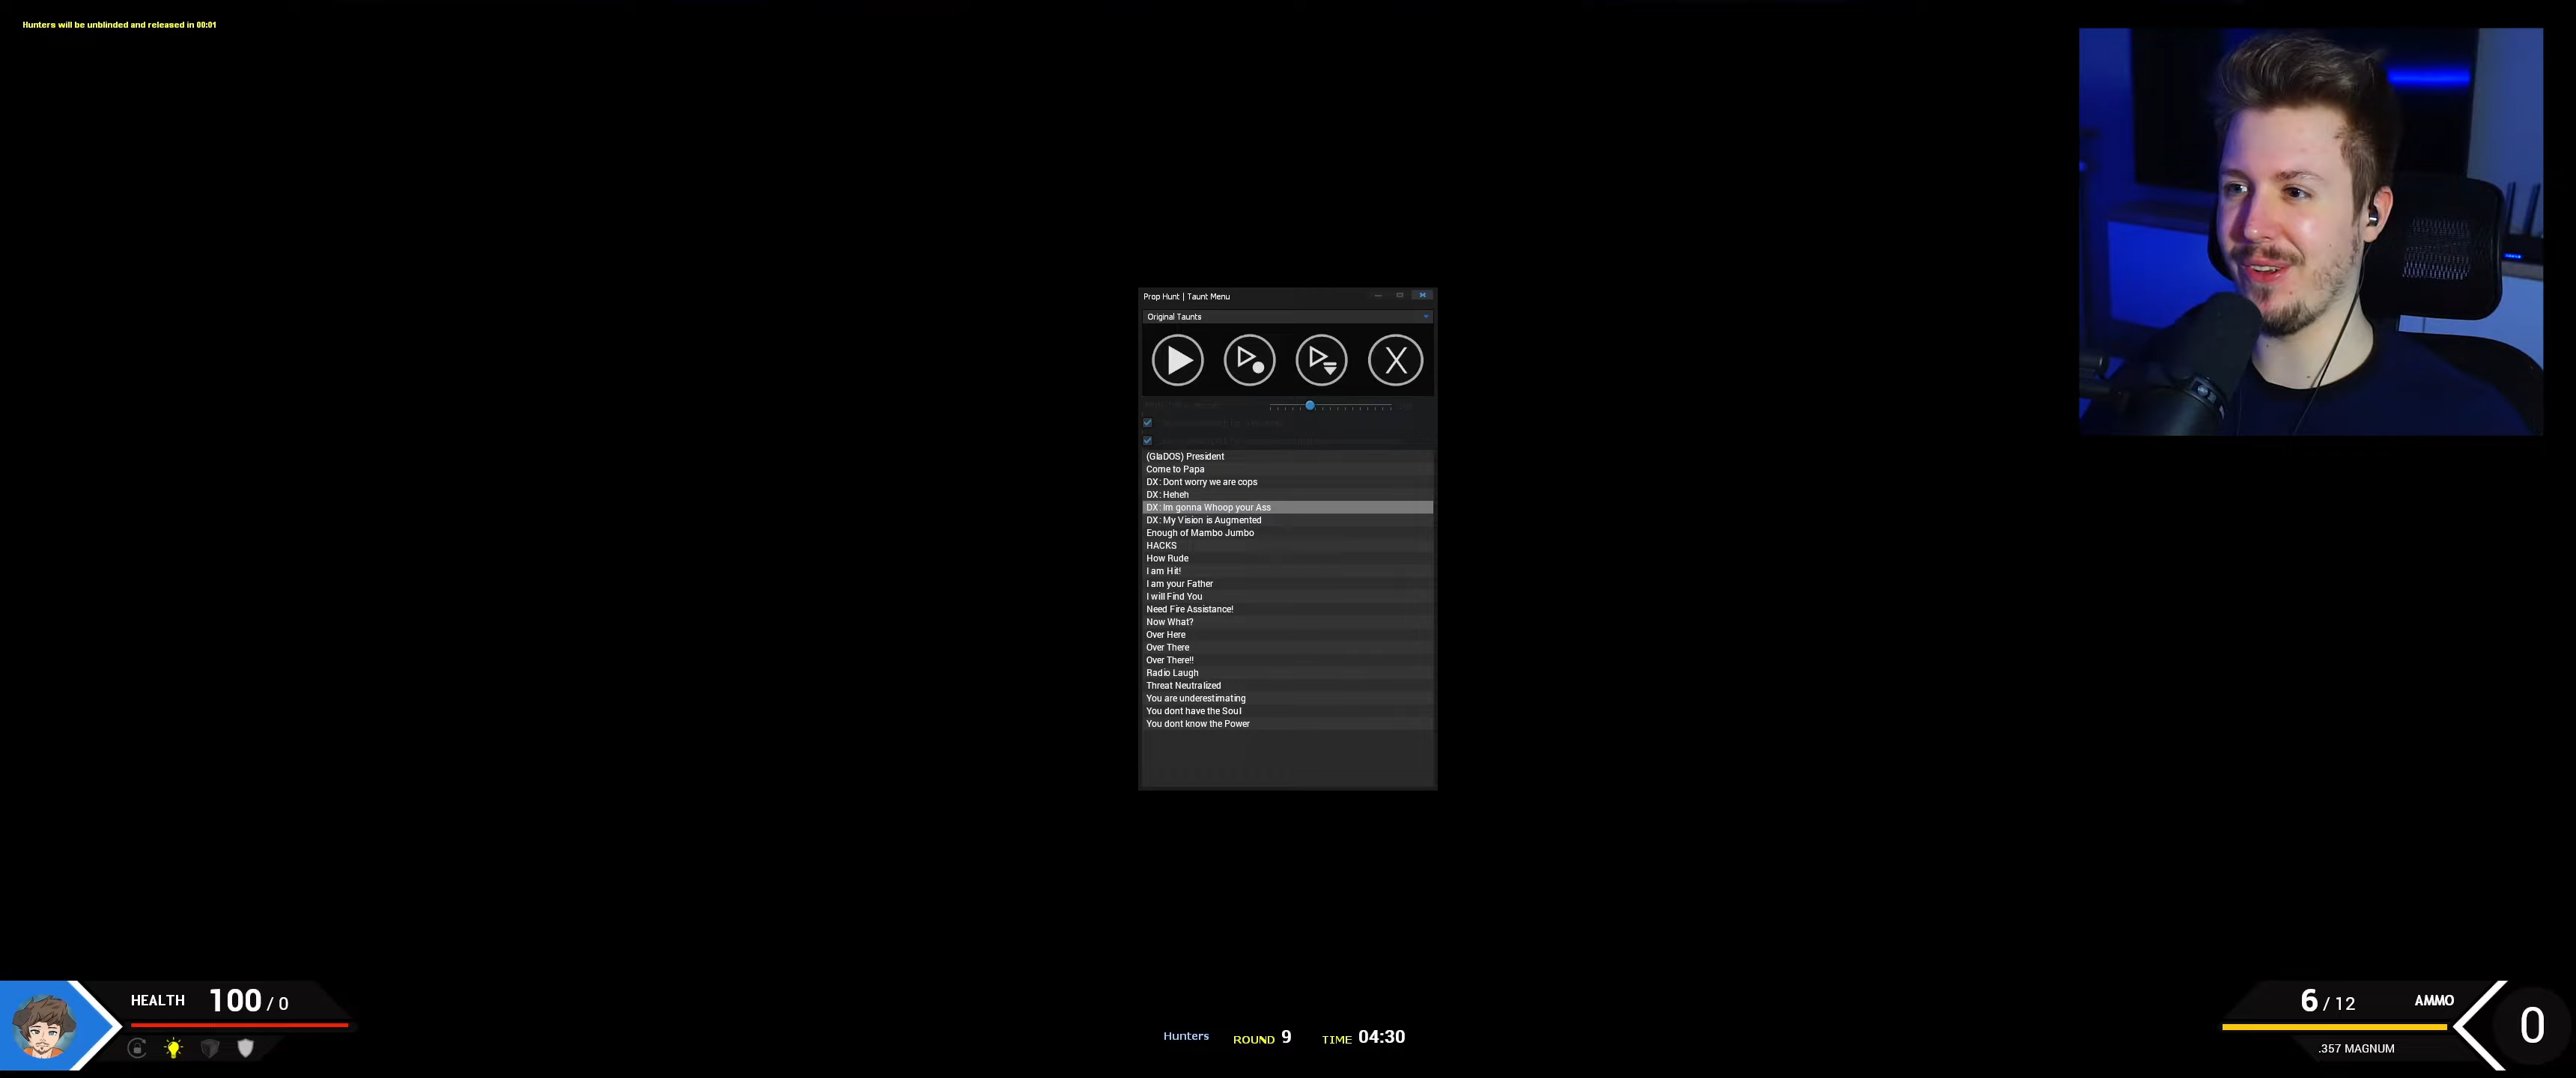 Hunters will be unblinded and released in 00:01
Prop Hunt | Taunt Menu
Original Taunts
(GlaDOS) President
Come to Papa
DX: Dont worry we are cops
DX: Heheh
DX: Im gonna Whoop your Ass
DX: My Vision is Augmented
Enough of Mambo Jumbo
HACKS
How Rude
I am Hit!
I am your Father
I will Find You
Need Fire Assistance!
Now What?
Over Here
Over There
Over There!!
Radio Laugh
Threat Neutralized
You are underestimating
You dont have the Soul
You dont know the Power
HEALTH 100 / 0
Hunters ROUND 9 TIME 04:30
6 / 12 AMMO
0
.357 MAGNUM